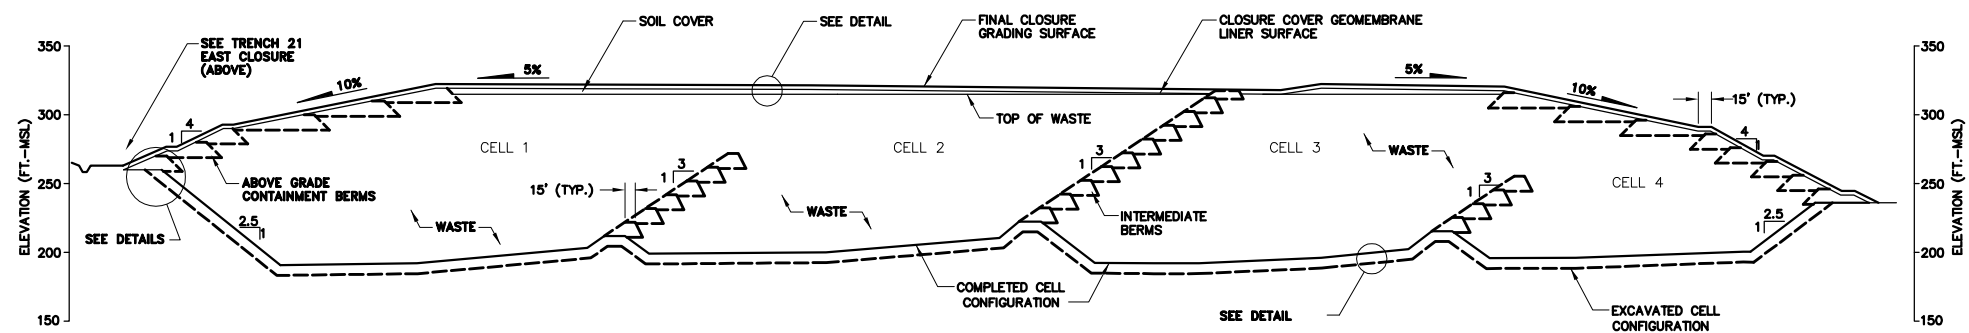 SOIL COVER
SEE DETAIL
FINAL CLOSURE
GRADING SURFACE
CLOSURE COVER GEOMEMBRANE
LINER SURFACE
350
SEE TRENCH 21
EAST CLOSURE
(ABOVE)
5%
5%
350
10%
10%
15' (TYP.)
300
300
4
1
TOP OF WASTE
4
1
CELL 1
CELL 2
3
1
CELL 3
WASTE
3
1
ABOVE GRADE
CONTAINMENT BERMS
15' (TYP.)
3
1
CELL 4
250
250
ELEVATION (FT.-MSL)
ELEVATION (FT.-MSL)
2.5
1
WASTE
WASTE
INTERMEDIATE
BERMS
2.5
1
SEE DETAILS
200
200
COMPLETED CELL
CONFIGURATION
SEE DETAIL
EXCAVATED CELL
CONFIGURATION
150
150